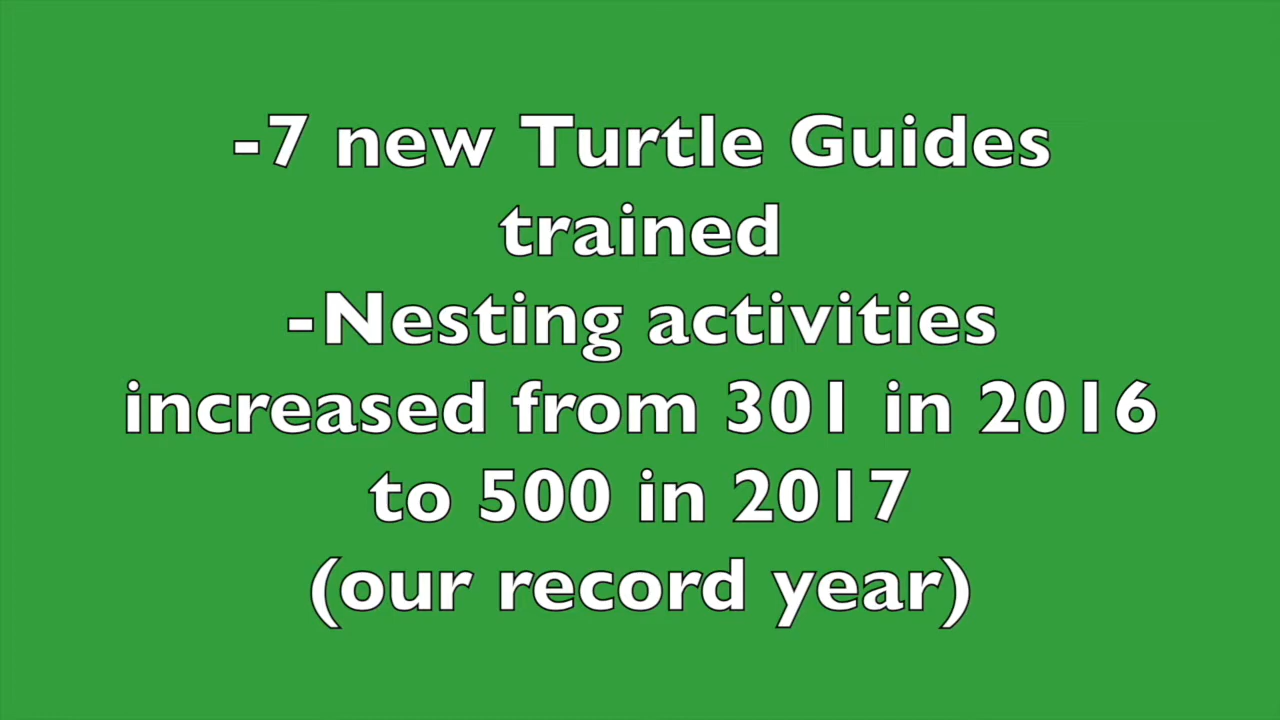 -7 new Turtle Guides
trained
-Nesting activities
increased from 301 in 2016
to 500 in 2017
(our record year)